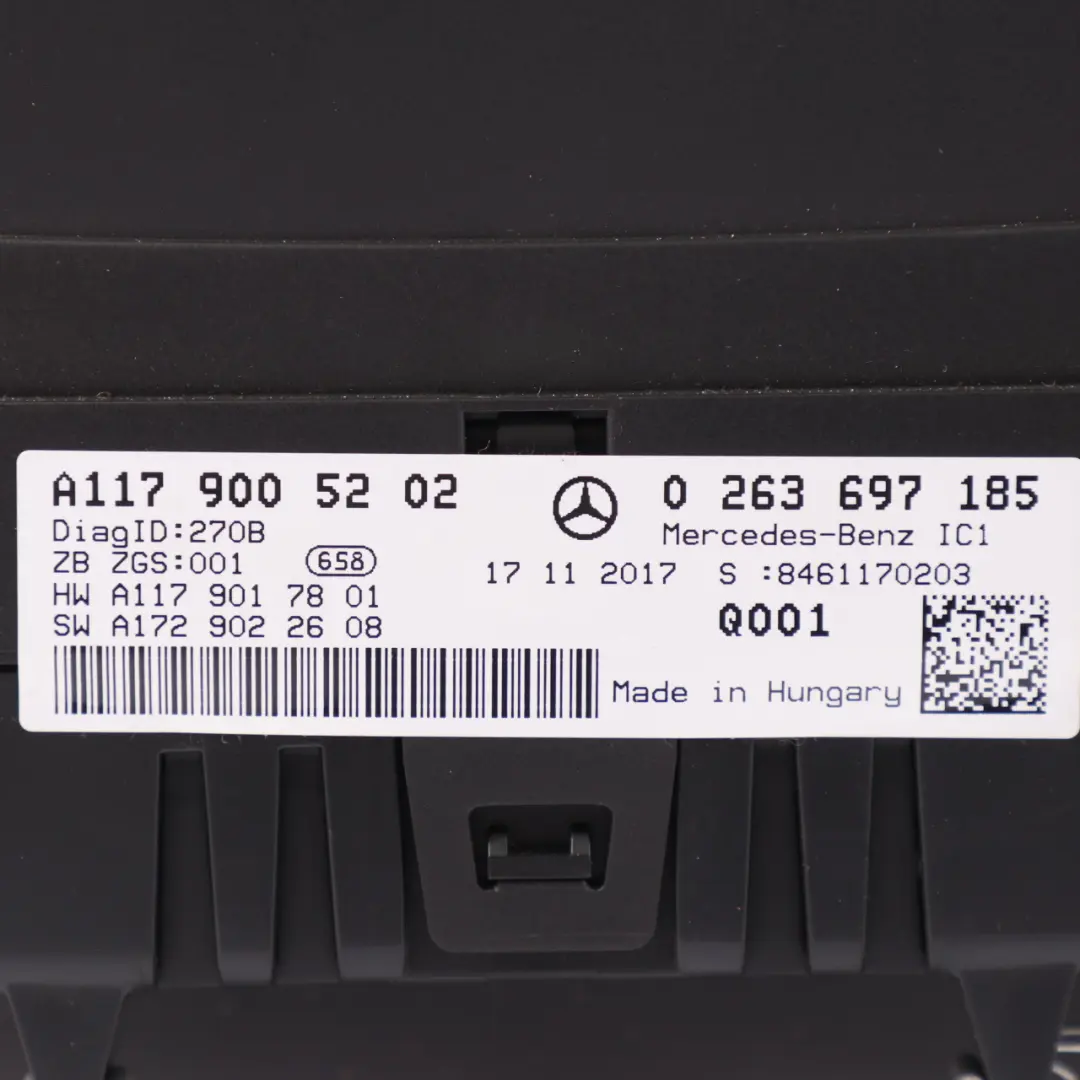 A117 900 52 02
0 263 697 185
DiagID:270B
Mercedes-Benz IC1
ZB ZGS:001 658
17 11 2017 S :8461170203
HW A117 901 78 01
SW A172 902 26 08
Q001
Made in Hungary